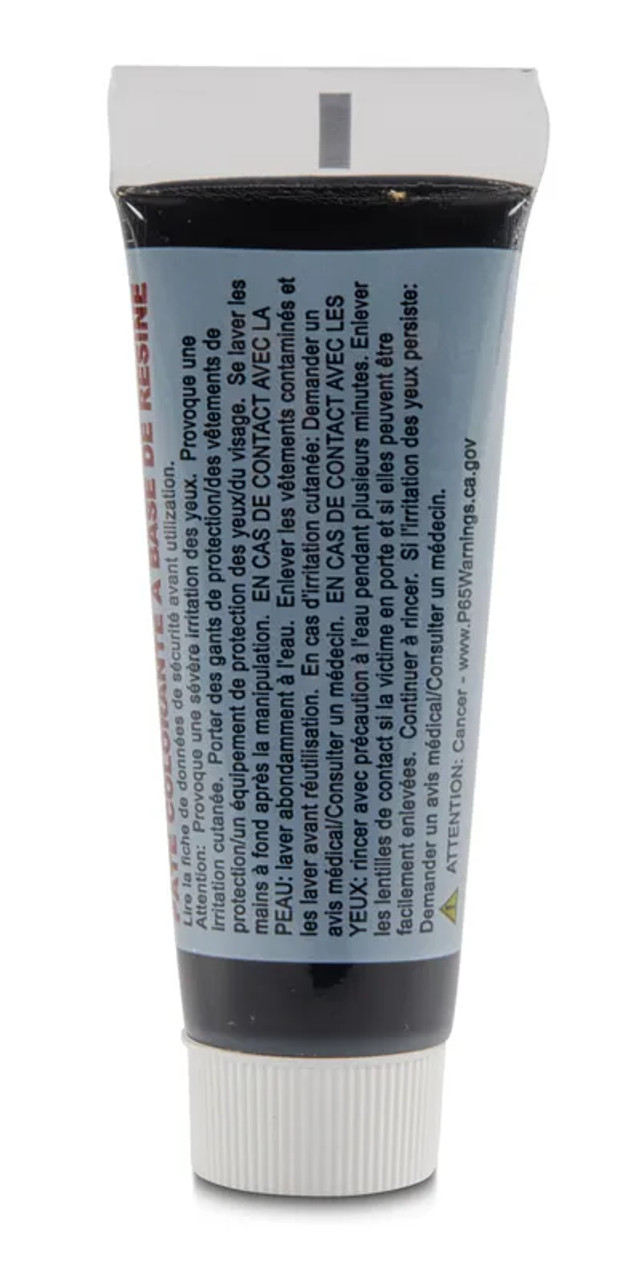 PATE COLORANTE A BASE DE RESINE
Lire la fiche de données de sécurité avant utilization.
Attention: Provoque une sévère irritation des yeux. Provoque une
irritation cutanée. Porter des gants de protection/des vêtements de
protection/un équipement de protection des yeux/du visage. Se laver les
mains à fond après la manipulation. EN CAS DE CONTACT AVEC LA
PEAU: laver abondamment à l'eau. Enlever les vêtements contaminés et
les laver avant réutilisation. En cas d'irritation cutanée: Demander un
avis médical/Consulter un médecin. EN CAS DE CONTACT AVEC LES
YEUX: rincer avec précaution à l'eau pendant plusieurs minutes. Enlever
les lentilles de contact si la victime en porte et si elles peuvent être
facilement enlevées. Continuer à rincer. Si l'irritation des yeux persiste:
Demander un avis médical/Consulter un médecin.
ATTENTION: Cancer - www.P65Warnings.ca.gov